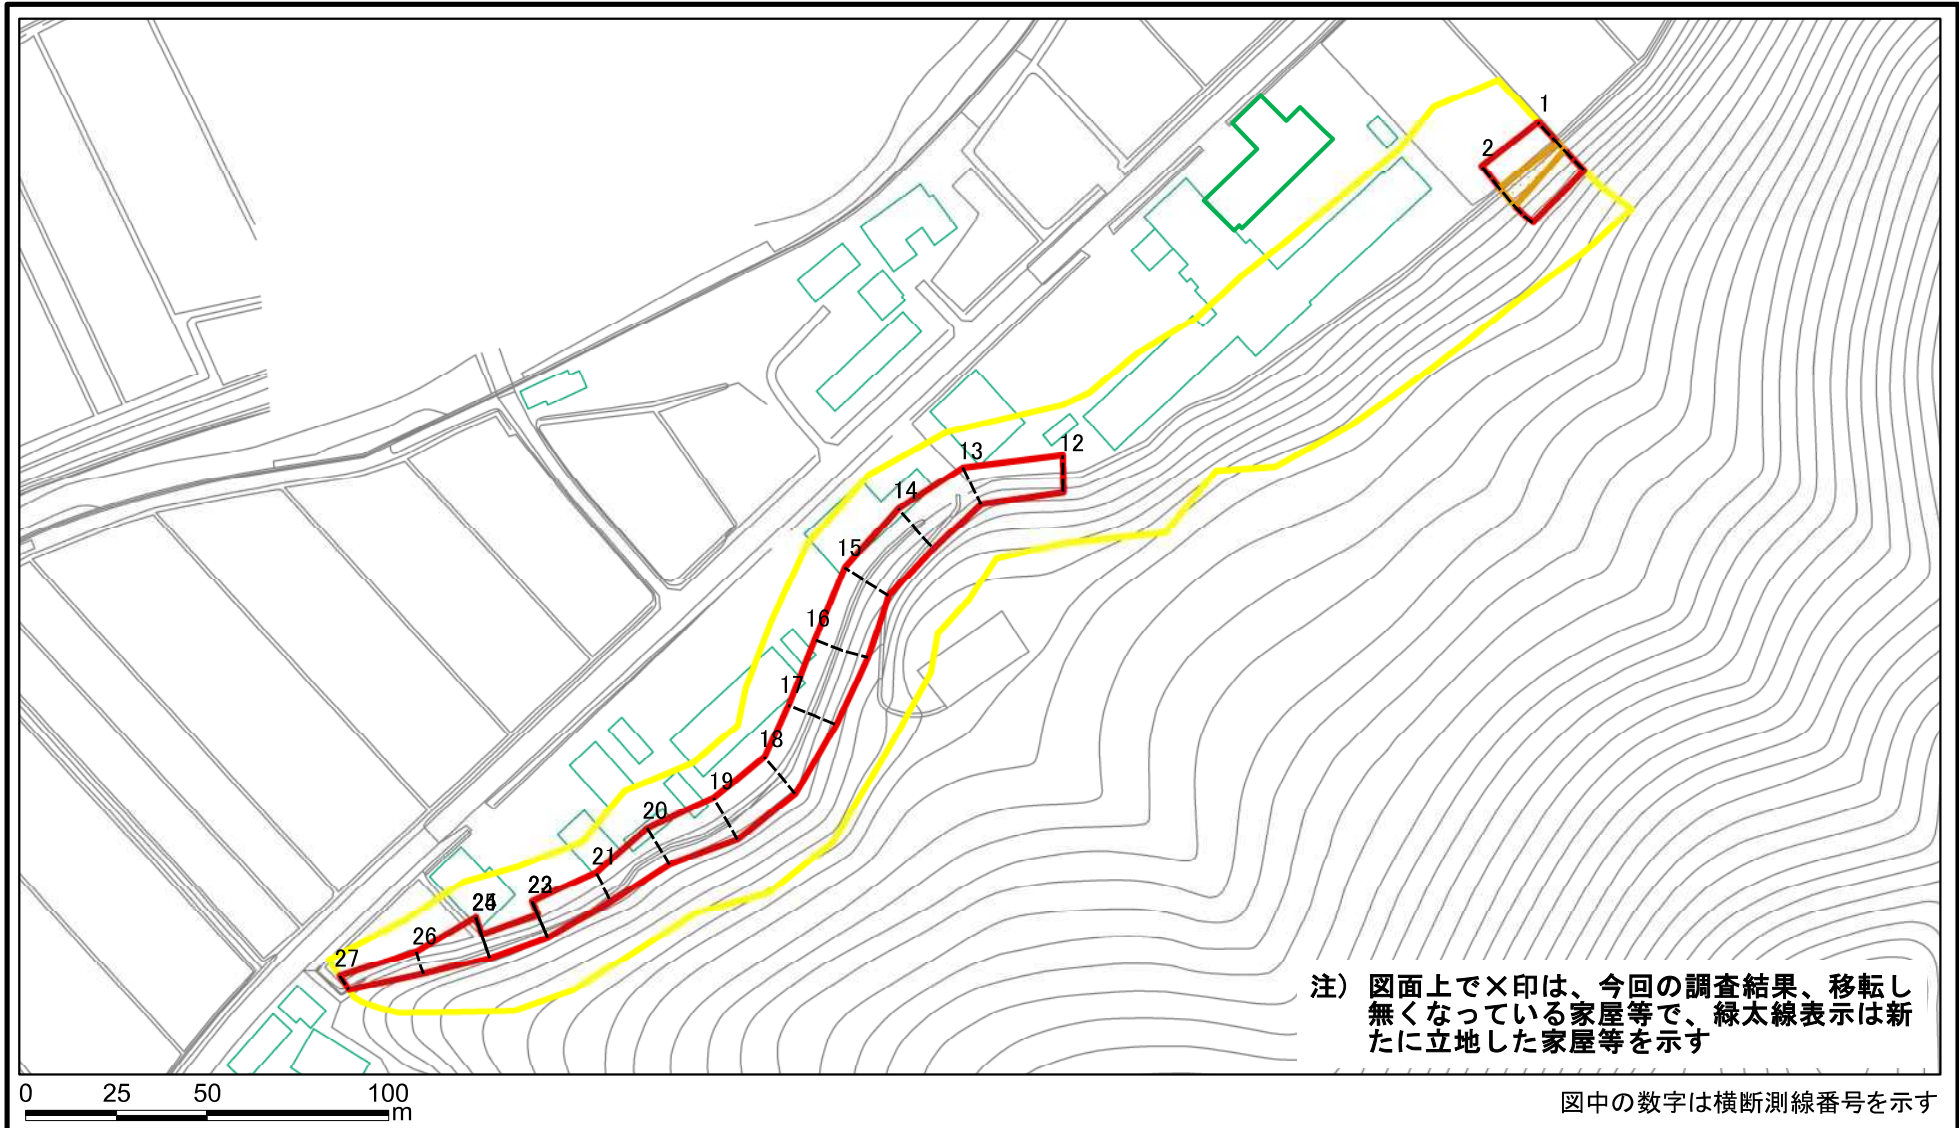 1
2
12
13
14
15
16
17
18
19
20
21
26
27
注) 図面上で×印は、今回の調査結果、移転し
無くなっている家屋等で、緑太線表示は新
たに立地した家屋等を示す
0 25 50 100
m
図中の数字は横断測線番号を示す